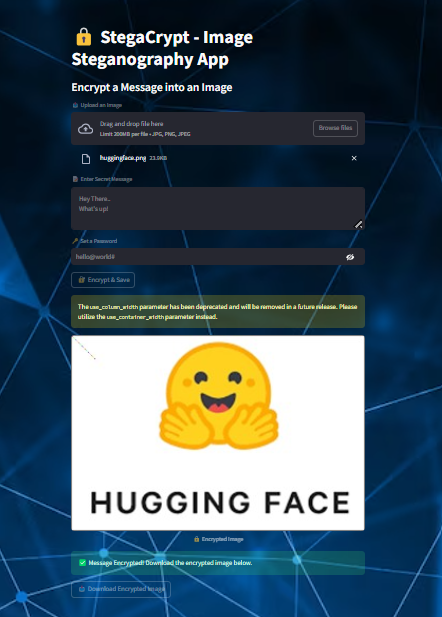 🔒 StegaCrypt - Image
Steganography App
Encrypt a Message into an Image
Upload an Image
Drag and drop file here
Limit 200MB per file • JPG, PNG, JPEG
Browse files
huggingface.png 23.9KB
Enter Secret Message
Hey There..
What's up!
Set a Password
hello@world#
Encrypt & Save
The use_column_width parameter has been deprecated and will be removed in a future release. Please
utilize the use_container_width parameter instead.
HUGGING FACE
🔒 Encrypted Image
✅ Message Encrypted! Download the encrypted image below.
Download Encrypted Image